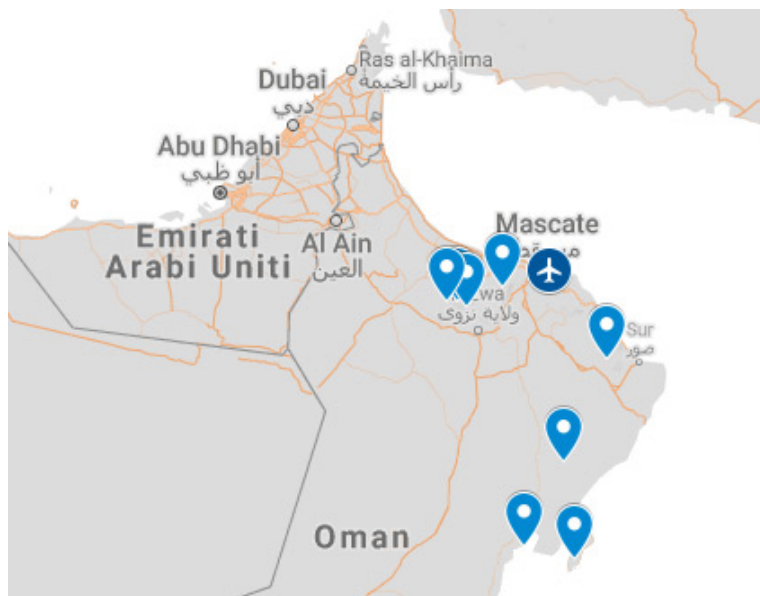 Ras al-Khaima
رأس الخيمة
Dubai
دبي
Abu Dhabi
أبو ظبي
Emirati
Arabi Uniti
Al Ain
العين
Mascate
ولاية نزوى
Sur
صور
Oman